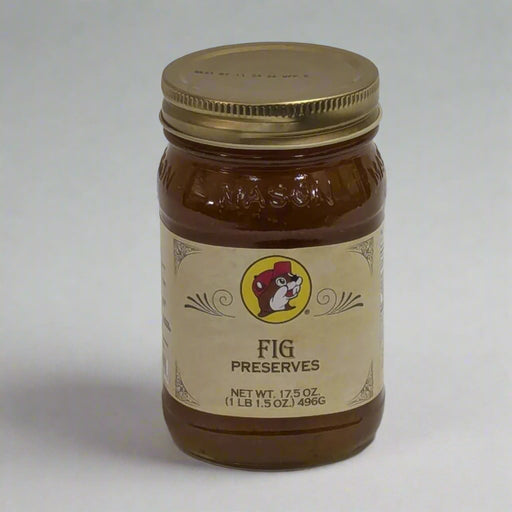 MASON
®
FIG
PRESERVES
NET WT. 17.5 OZ.
(1 LB 1.5 OZ.) 496G